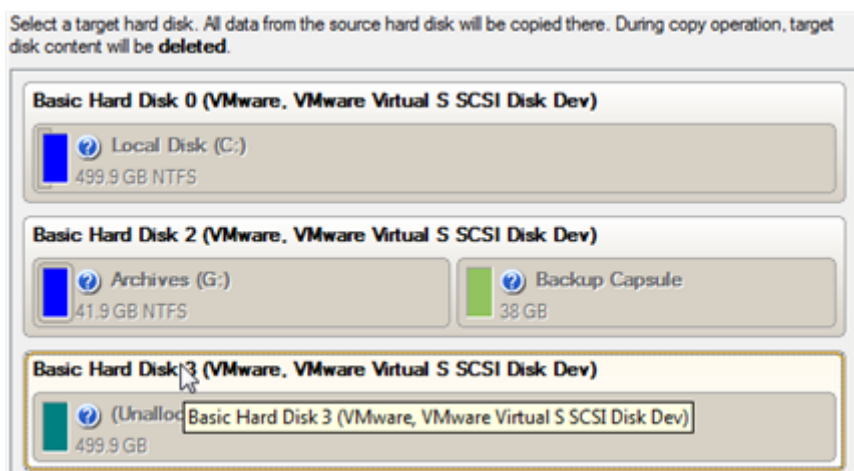 Select a target hard disk. All data from the source hard disk will be copied there. During copy operation, target
disk content will be deleted.
Basic Hard Disk 0 (VMware, VMware Virtual S SCSI Disk Dev)
Local Disk (C:)
499.9 GB NTFS
Basic Hard Disk 2 (VMware, VMware Virtual S SCSI Disk Dev)
Archives (G:)
41.9 GB NTFS
Backup Capsule
38 GB
Basic Hard Disk 3 (VMware, VMware Virtual S SCSI Disk Dev)
(Unalloc
Basic Hard Disk 3 (VMware, VMware Virtual S SCSI Disk Dev)
499.9 GB